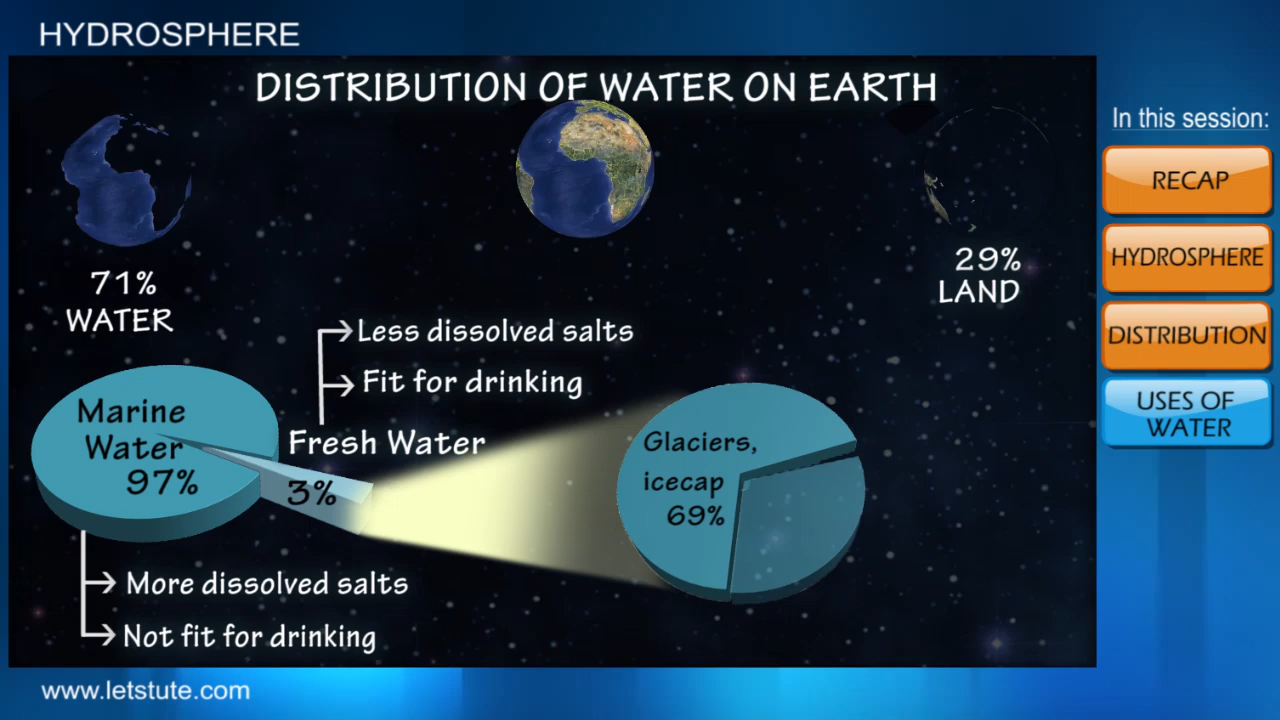 HYDROSPHERE
DISTRIBUTION OF WATER ON EARTH
In this session:
RECAP
HYDROSPHERE
DISTRIBUTION
USES OF
WATER
71%
WATER
29%
LAND
Less dissolved salts
Fit for drinking
Fresh Water
3%
Marine
Water
97%
Glaciers,
icecap
69%
More dissolved salts
Not fit for drinking
www.letstute.com